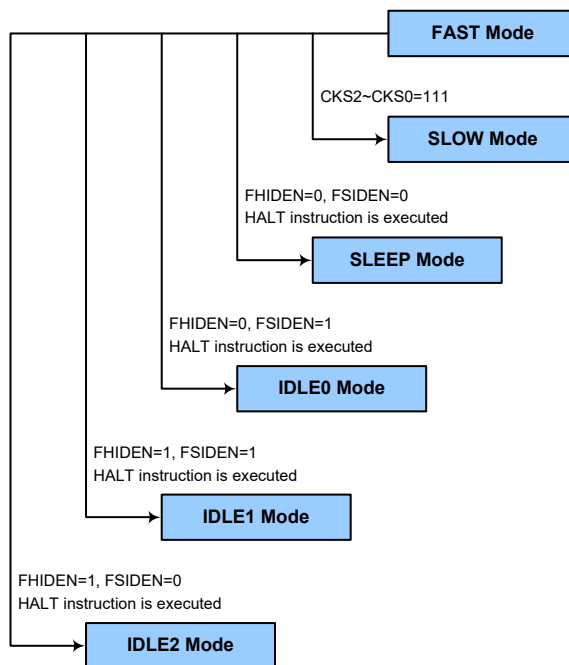 FAST Mode
CKS2~CKS0=111
SLOW Mode
FHIDEN=0, FSIDEN=0
HALT instruction is executed
SLEEP Mode
FHIDEN=0, FSIDEN=1
HALT instruction is executed
IDLE0 Mode
FHIDEN=1, FSIDEN=1
HALT instruction is executed
IDLE1 Mode
FHIDEN=1, FSIDEN=0
HALT instruction is executed
IDLE2 Mode